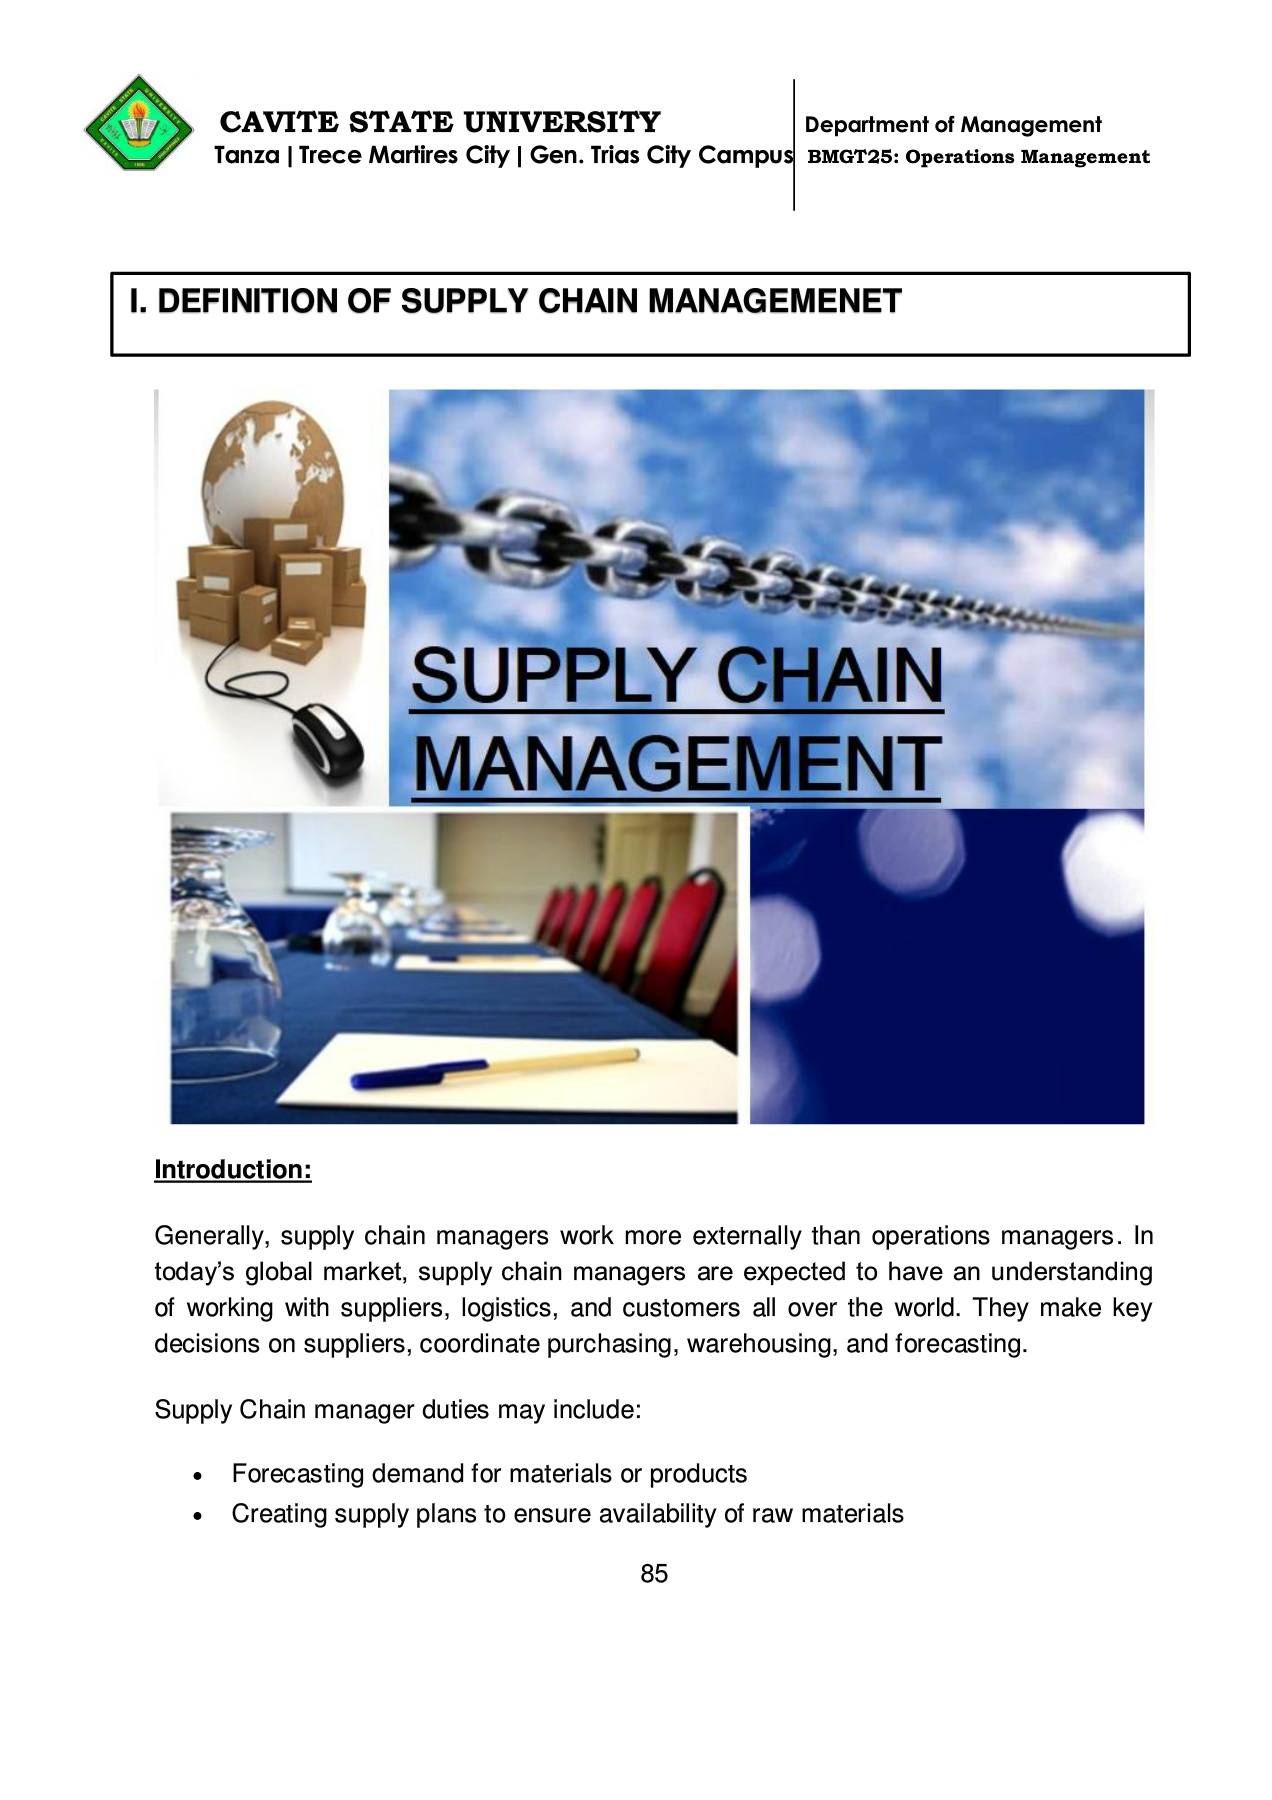 CAVITE STATE UNIVERSITY
Tanza | Trece Martires City | Gen. Trias City Campus
Department of Management
BMGT25: Operations Management
I. DEFINITION OF SUPPLY CHAIN MANAGEMENET
SUPPLY CHAIN
MANAGEMENT
Introduction:
Generally, supply chain managers work more externally than operations managers. In
today’s global market, supply chain managers are expected to have an understanding
of working with suppliers, logistics, and customers all over the world. They make key
decisions on suppliers, coordinate purchasing, warehousing, and forecasting.
Supply Chain manager duties may include:
• Forecasting demand for materials or products
• Creating supply plans to ensure availability of raw materials
85